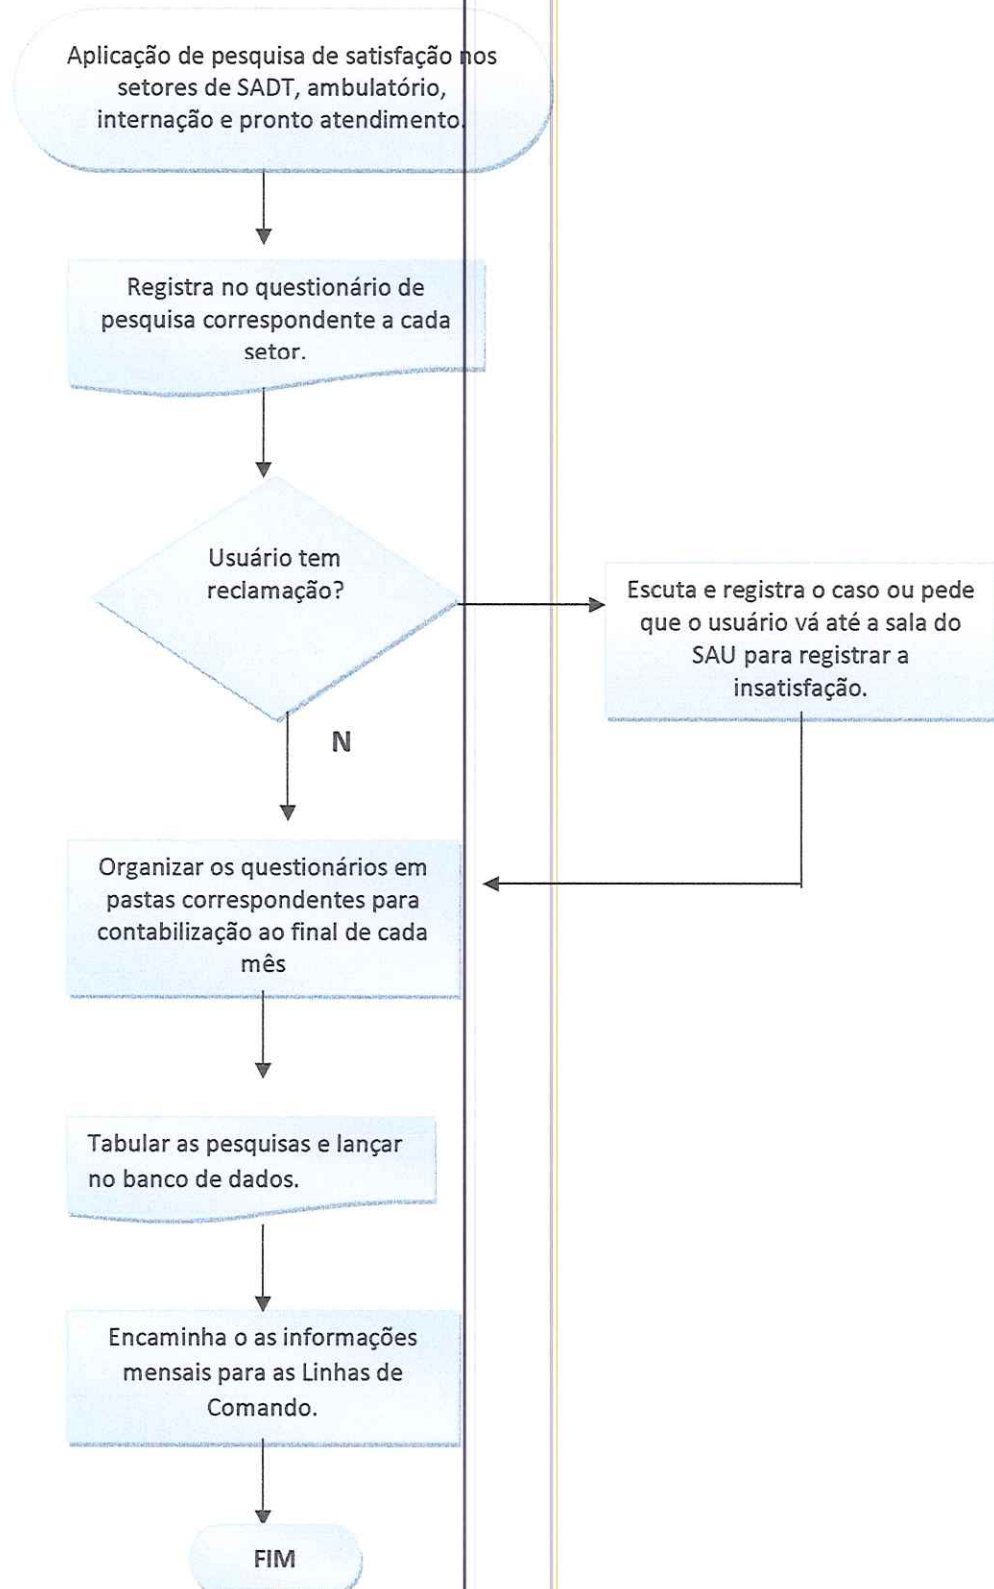 Aplicação de pesquisa de satisfação nos
setores de SADT, ambulatório,
internação e pronto atendimento.
Registra no questionário de
pesquisa correspondente a cada
setor.
Usuário tem
reclamação?
Escuta e registra o caso ou pede
que o usuário vá até a sala do
SAU para registrar a
insatisfação.
N
Organizar os questionários em
pastas correspondentes para
contabilização ao final de cada
mês
Tabular as pesquisas e lançar
no banco de dados.
Encaminha o as informações
mensais para as Linhas de
Comando.
FIM